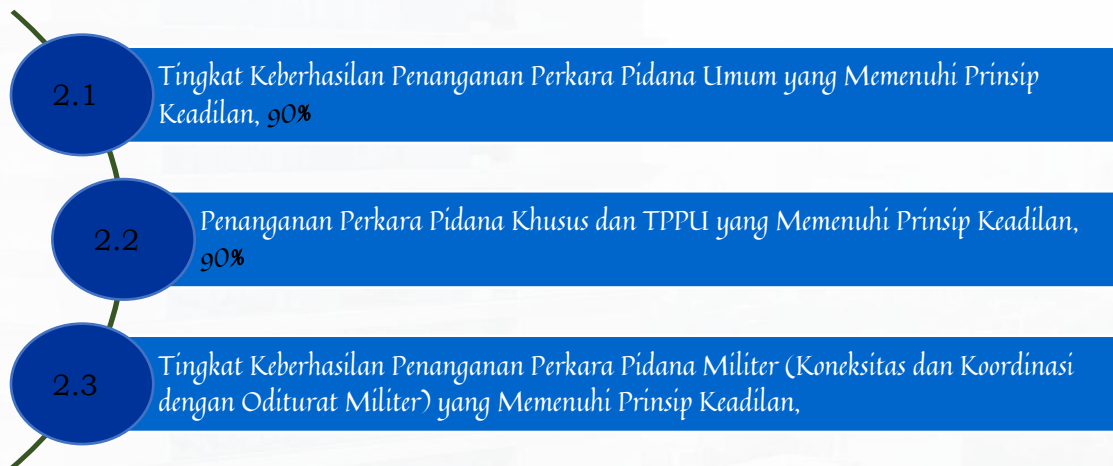 2.1
Tingkat Keberhasilan Penanganan Perkara Pidana Umum yang Memenuhi Prinsip
Keadilan, 90%
2.2
Penanganan Perkara Pidana Khusus dan TPPU yang Memenuhi Prinsip Keadilan,
90%
2.3
Tingkat Keberhasilan Penanganan Perkara Pidana Militer (Koneksitas dan Koordinasi
dengan Oditurat Militer) yang Memenuhi Prinsip Keadilan,